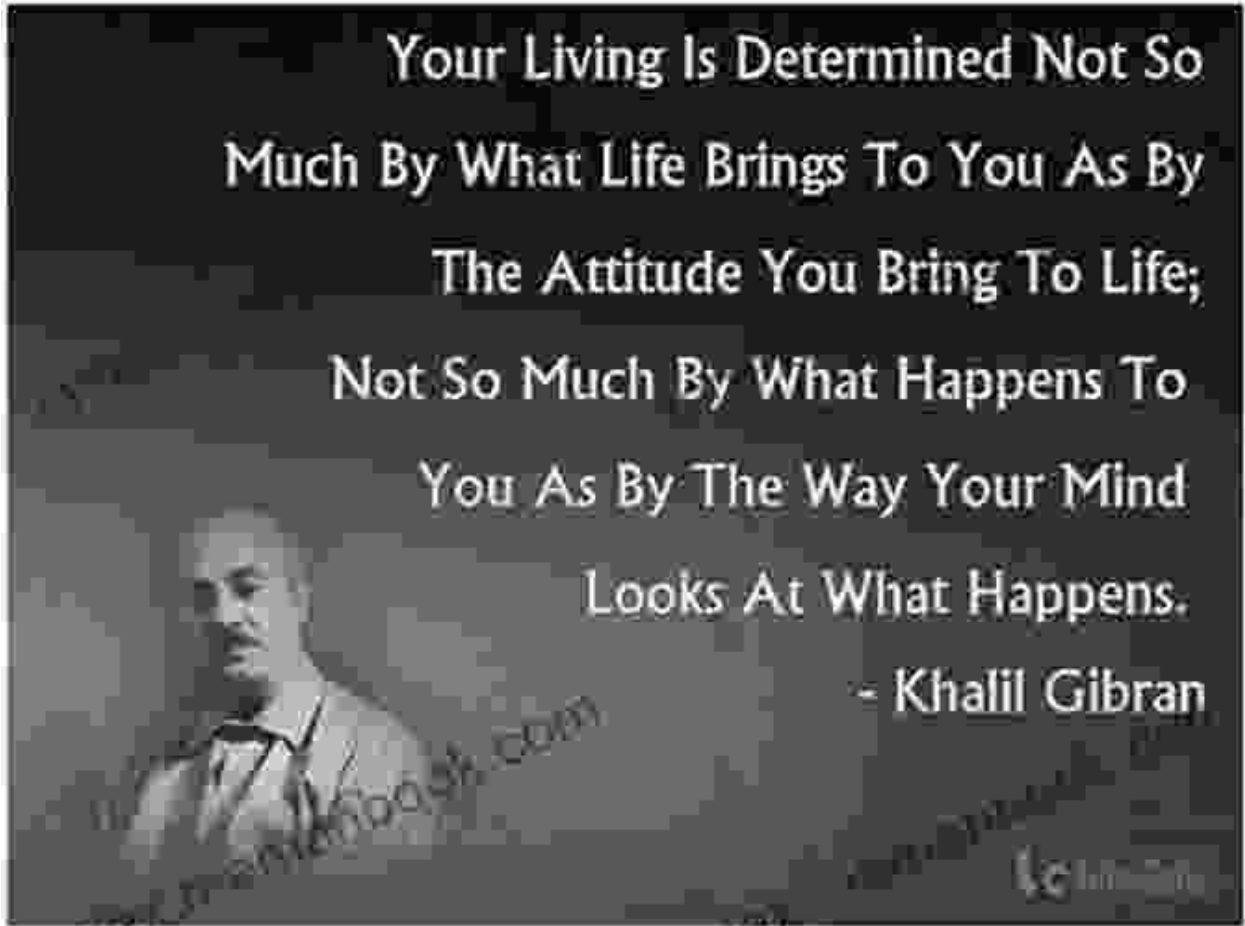 Your Living Is Determined Not So
Much By What Life Brings To You As By
The Attitude You Bring To Life;
Not So Much By What Happens To
You As By The Way Your Mind
Looks At What Happens.
- Khalil Gibran